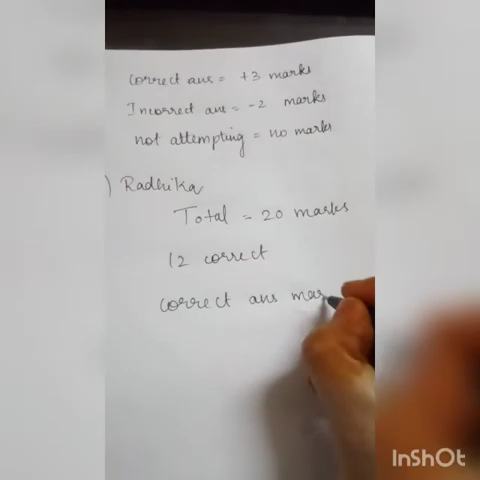 correct ans = +3 marks
Incorrect ans = -2 marks
not attempting = no marks
) Radhika
Total = 20 marks
12 correct
correct ans mar
InShOt